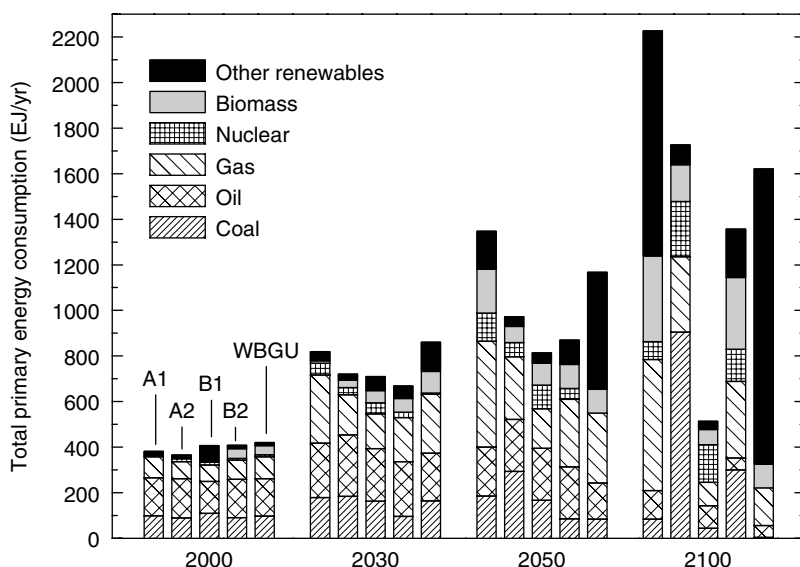 Total primary energy consumption (EJ/yr)
2200
2000
1800
1600
1400
1200
1000
800
600
400
200
0
Other renewables
Biomass
Nuclear
Gas
Oil
Coal
A1
A2
B1
B2
WBGU
2000
2030
2050
2100